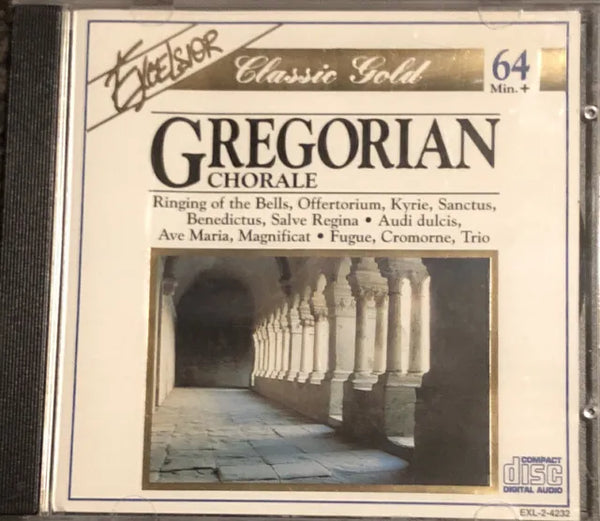 Excelsior
Classic Gold
64
Min. +
GREGORIAN
CHORALE
Ringing of the Bells, Offertorium, Kyrie, Sanctus,
Benedictus, Salve Regina • Audi dulcis,
Ave Maria, Magnificat • Fugue, Cromorne, Trio
COMPACT
disc
DIGITAL AUDIO
EXL-2-4232